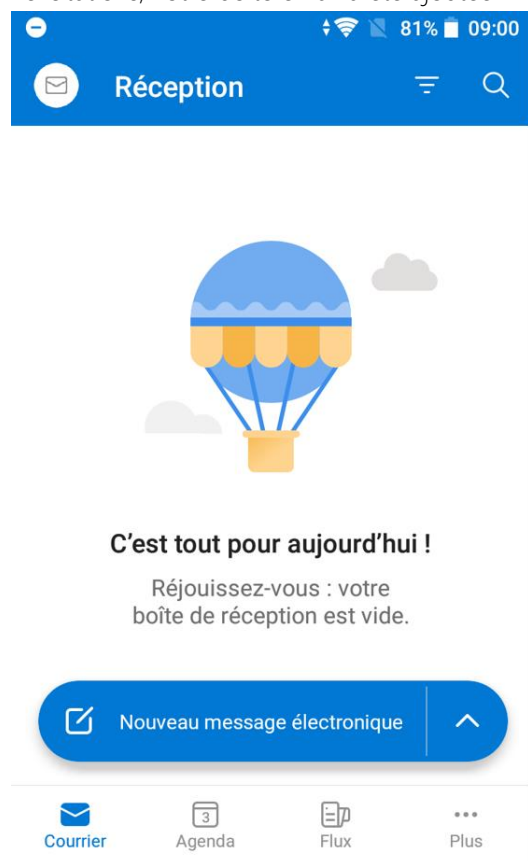 81% 09:00
Réception
C'est tout pour aujourd'hui !
Réjouissez-vous : votre
boîte de réception est vide.
Nouveau message électronique
3
Courrier Agenda Flux Plus